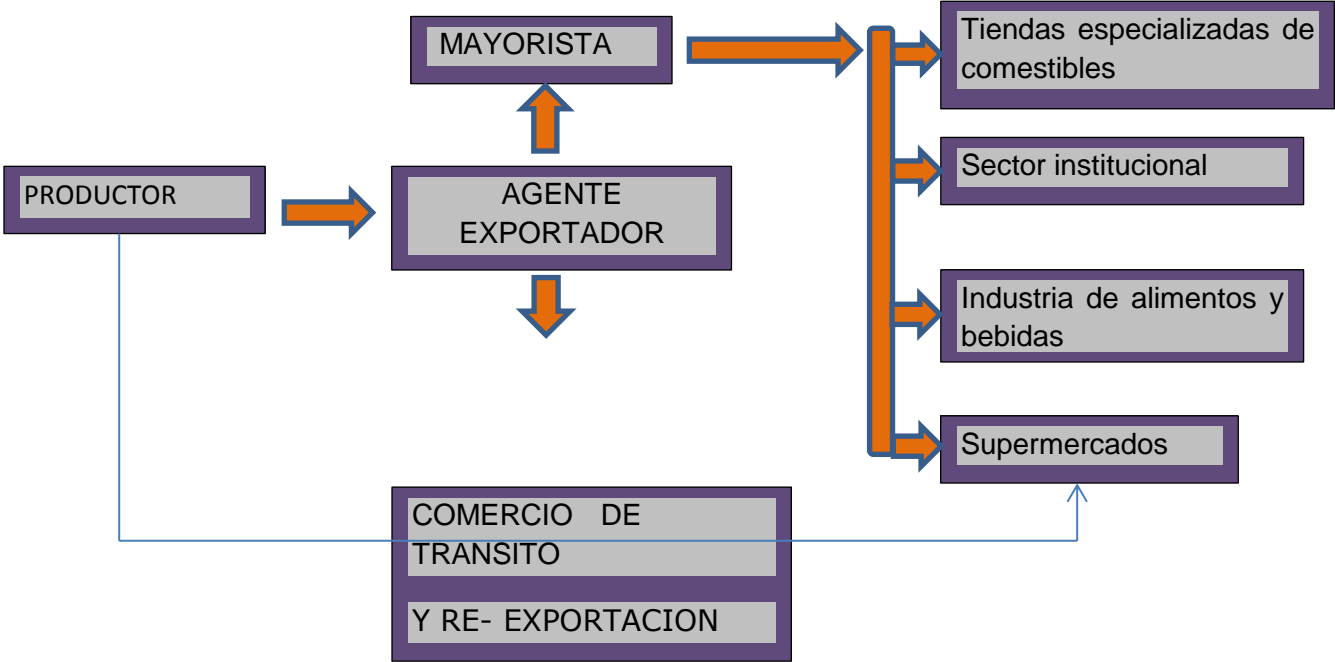 MAYORISTA
Tiendas especializadas de
comestibles
PRODUCTOR
AGENTE
EXPORTADOR
Sector institucional
Industria de alimentos y
bebidas
Supermercados
COMERCIO DE
TRANSITO
Y RE- EXPORTACION